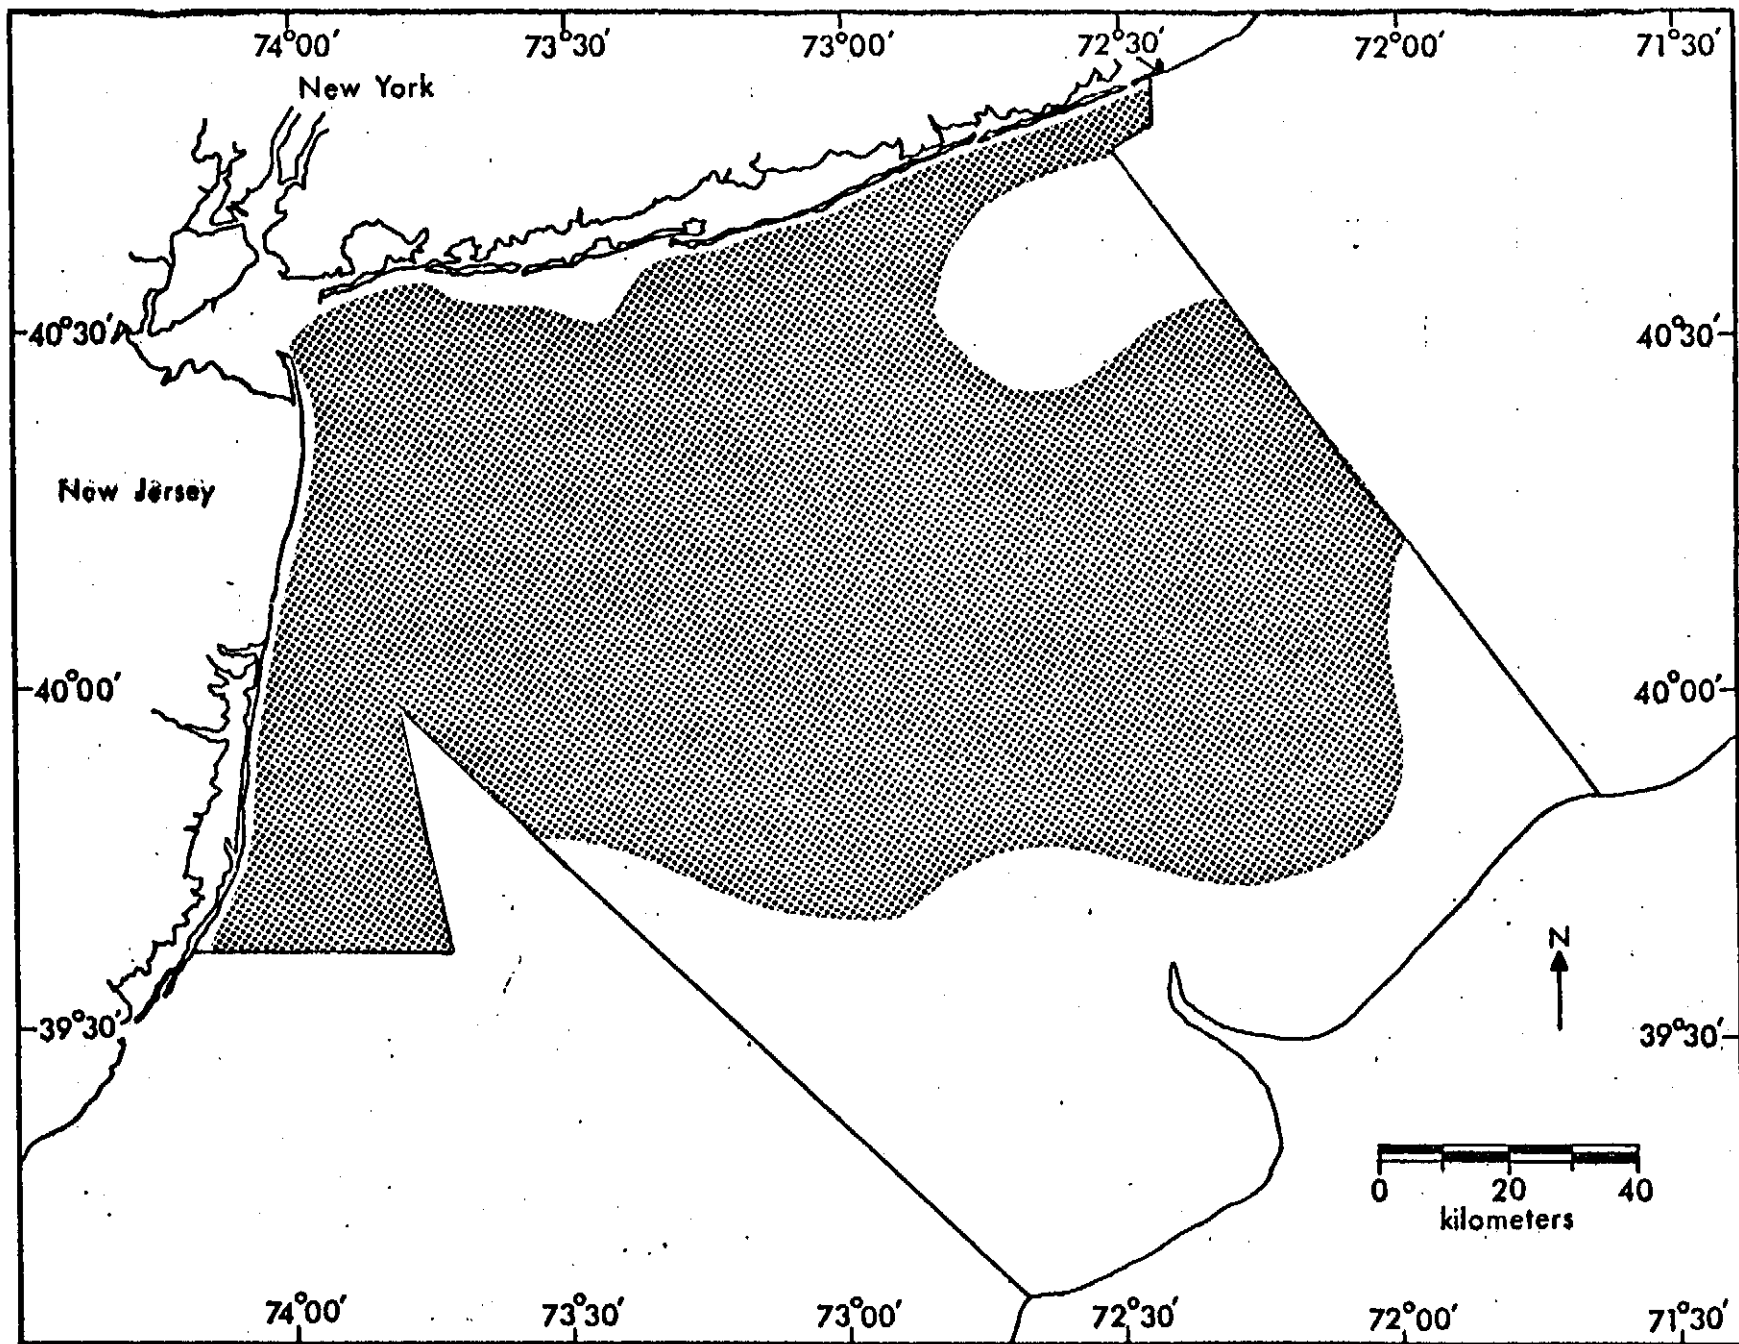 74°00′ 73°30′ 73°00′ 72°30′ 72°00′ 71°30′
New York
40°30′ 40°30′
New Jersey
40°00′ 40°00′
N
39°30′ 39°30′
0 20 40
kilometers
74°00′ 73°30′ 73°00′ 72°30′ 72°00′ 71°30′